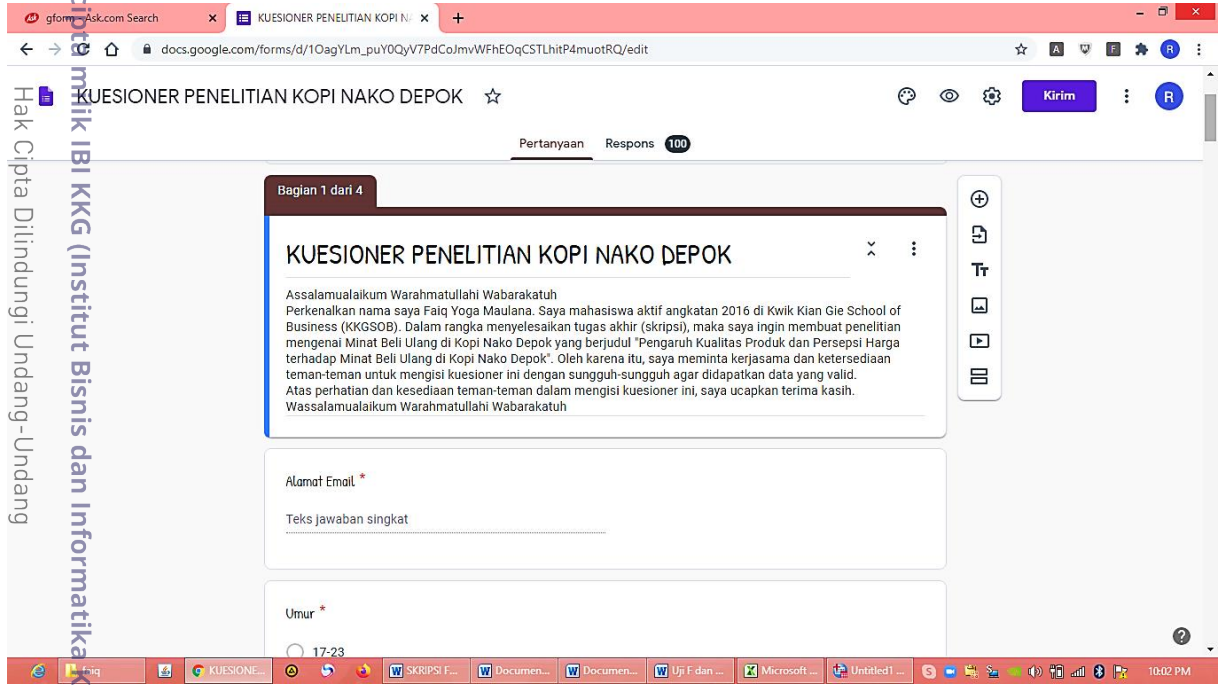 gform - Ask.com Search
KUESIONER PENELITIAN KOPI N
docs.google.com/forms/d/1OagYLm_puY0QyV7PdCoJmvWFhEOqCSTLhitP4muotRQ/edit
KUESIONER PENELITIAN KOPI NAKO DEPOK
Kirim
R
Pertanyaan
Respons 100
Bagian 1 dari 4
KUESIONER PENELITIAN KOPI NAKO DEPOK
Assalamualaikum Warahmatullahi Wabarakatuh
Perkenalkan nama saya Faiq Yoga Maulana. Saya mahasiswa aktif angkatan 2016 di Kwik Kian Gie School of
Business (KKGSOB). Dalam rangka menyelesaikan tugas akhir (skripsi), maka saya ingin membuat penelitian
mengenai Minat Beli Ulang di Kopi Nako Depok yang berjudul "Pengaruh Kualitas Produk dan Persepsi Harga
terhadap Minat Beli Ulang di Kopi Nako Depok". Oleh karena itu, saya meminta kerjasama dan ketersediaan
teman-teman untuk mengisi kuesioner ini dengan sungguh-sungguh agar didapatkan data yang valid.
Atas perhatian dan kesediaan teman-teman dalam mengisi kuesioner ini, saya ucapkan terima kasih.
Wassalamualaikum Warahmatullahi Wabarakatuh
Alamat Email *
Teks jawaban singkat
Umur *
17-23
Hak Cipta Dilindungi Undang-Undang
cipta milik IBI KKG (Institut Bisnis dan Informatika K
faiq
KUESIONE...
SKRIPSI F...
Documen...
Documen...
Uji F dan ...
Microsoft ...
Untitled1 ...
10:02 PM